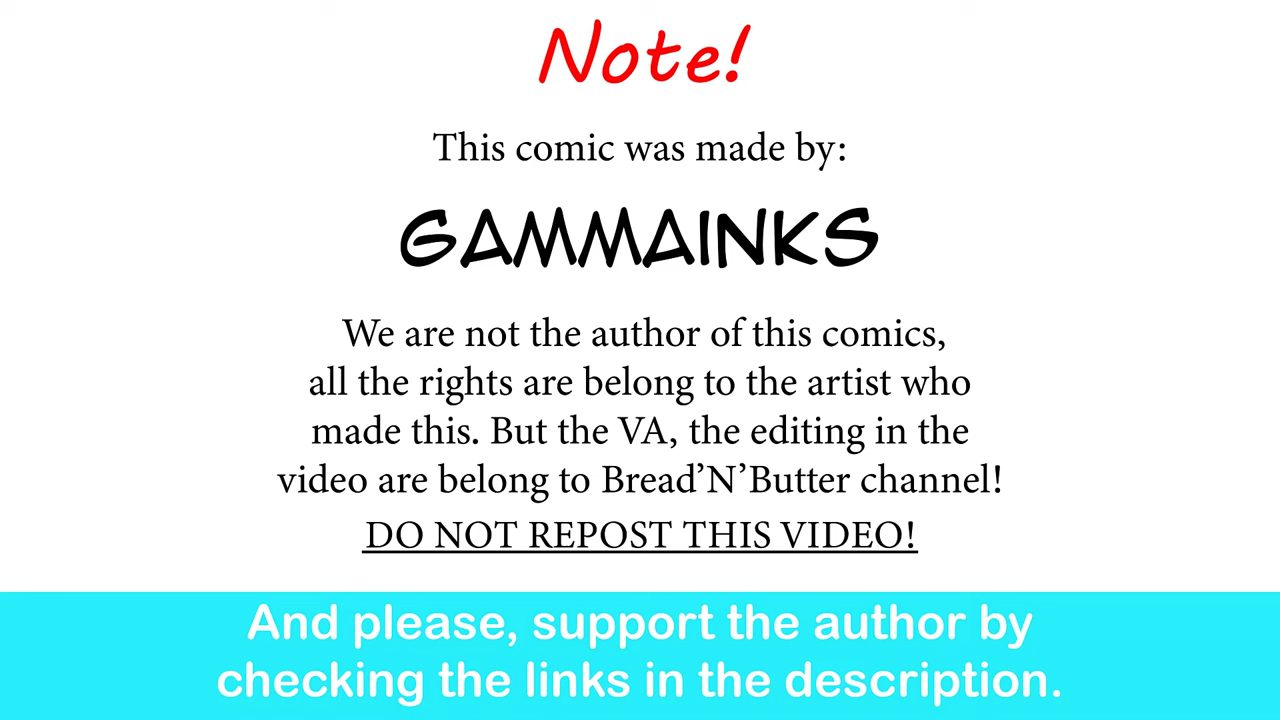 Note!
This comic was made by:
GAMMAINKS
We are not the author of this comics,
all the rights are belong to the artist who
made this. But the VA, the editing in the
video are belong to Bread’N’Butter channel!
DO NOT REPOST THIS VIDEO!
And please, support the author by
checking the links in the description.